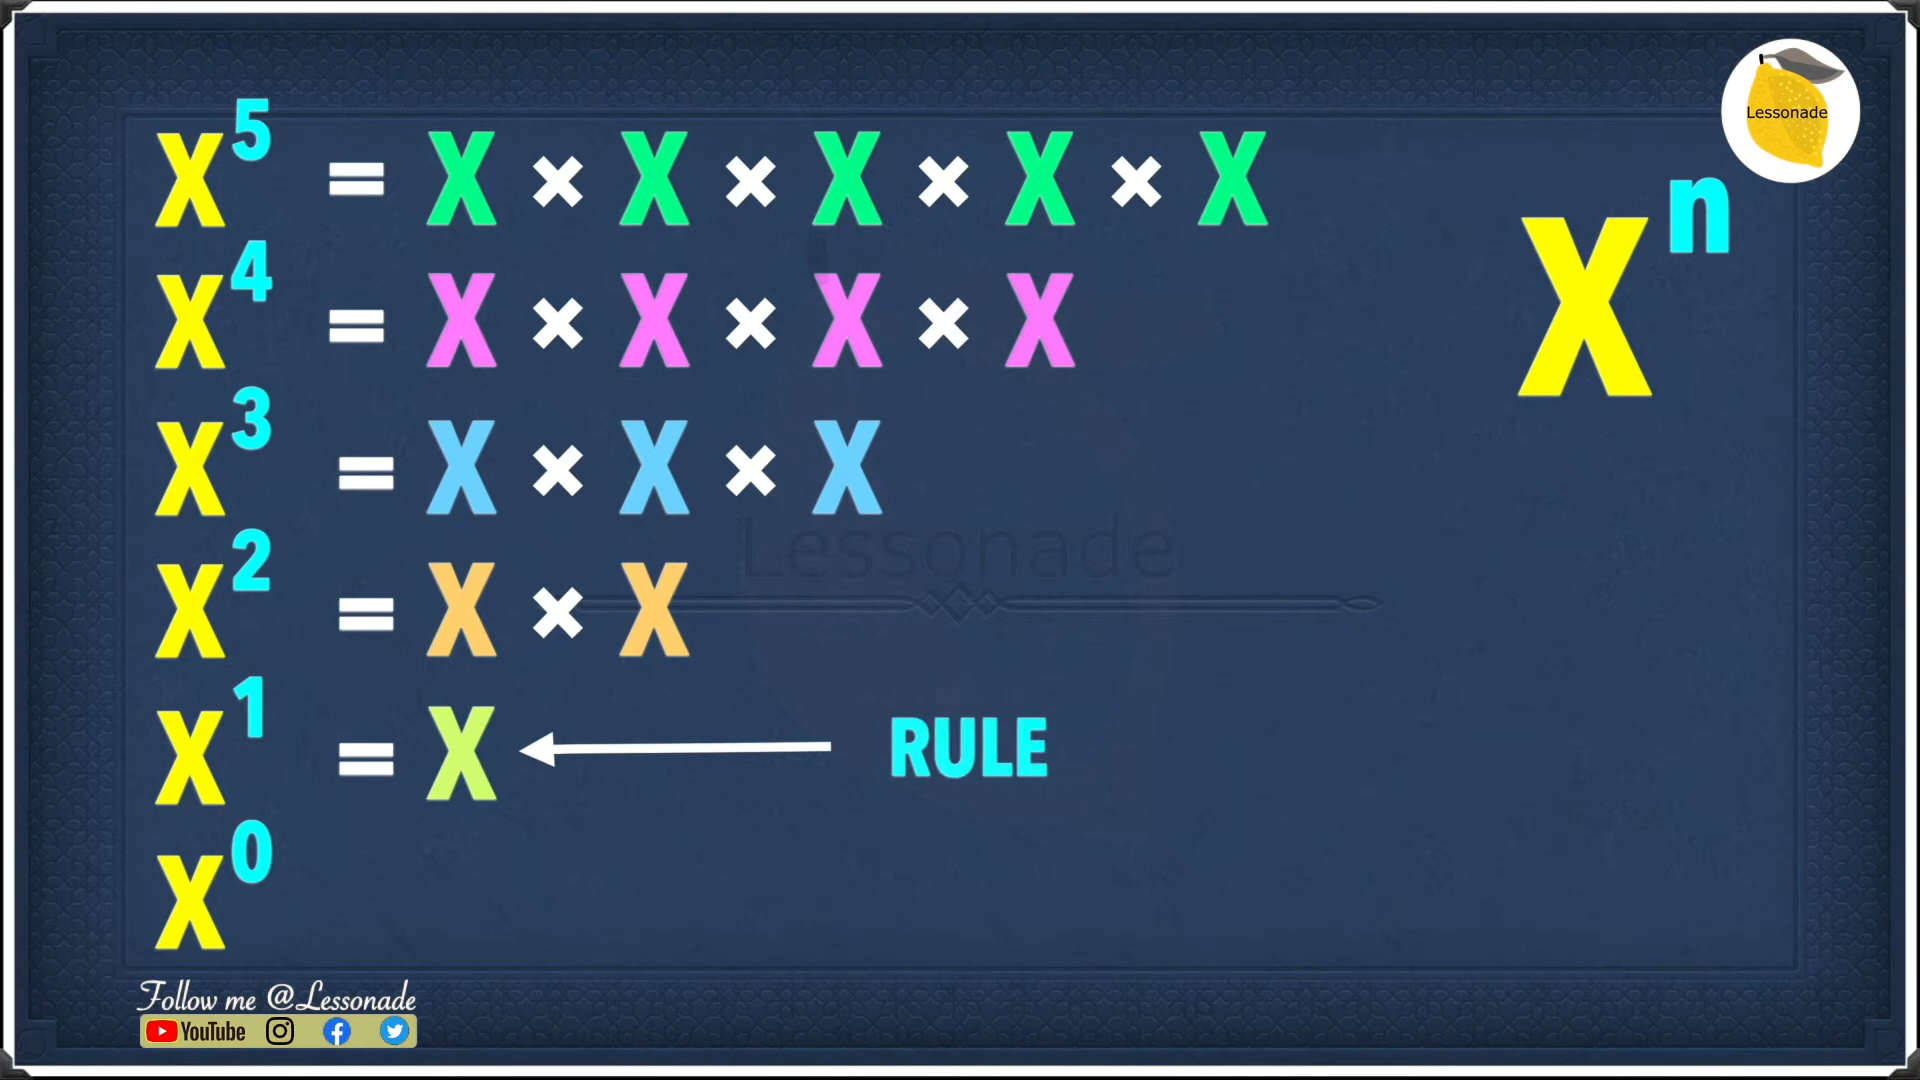 X⁵ = X × X × X × X × X
X⁴ = X × X × X × X
X³ = X × X × X
X² = X × X
X¹ = X RULE
X⁰
Xⁿ
Lessonade
Lessonade
Follow me @Lessonade
YouTube